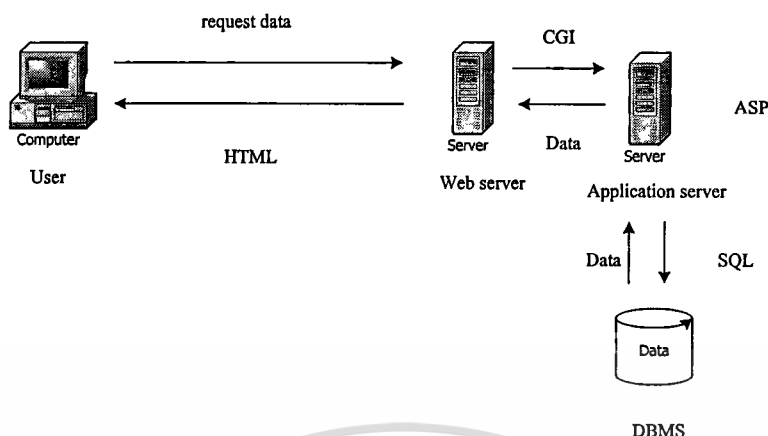 request data
CGI
ASP
Computer
Server
Data
Server
HTML
User
Web server
Application server
Data
SQL
Data
DBMS